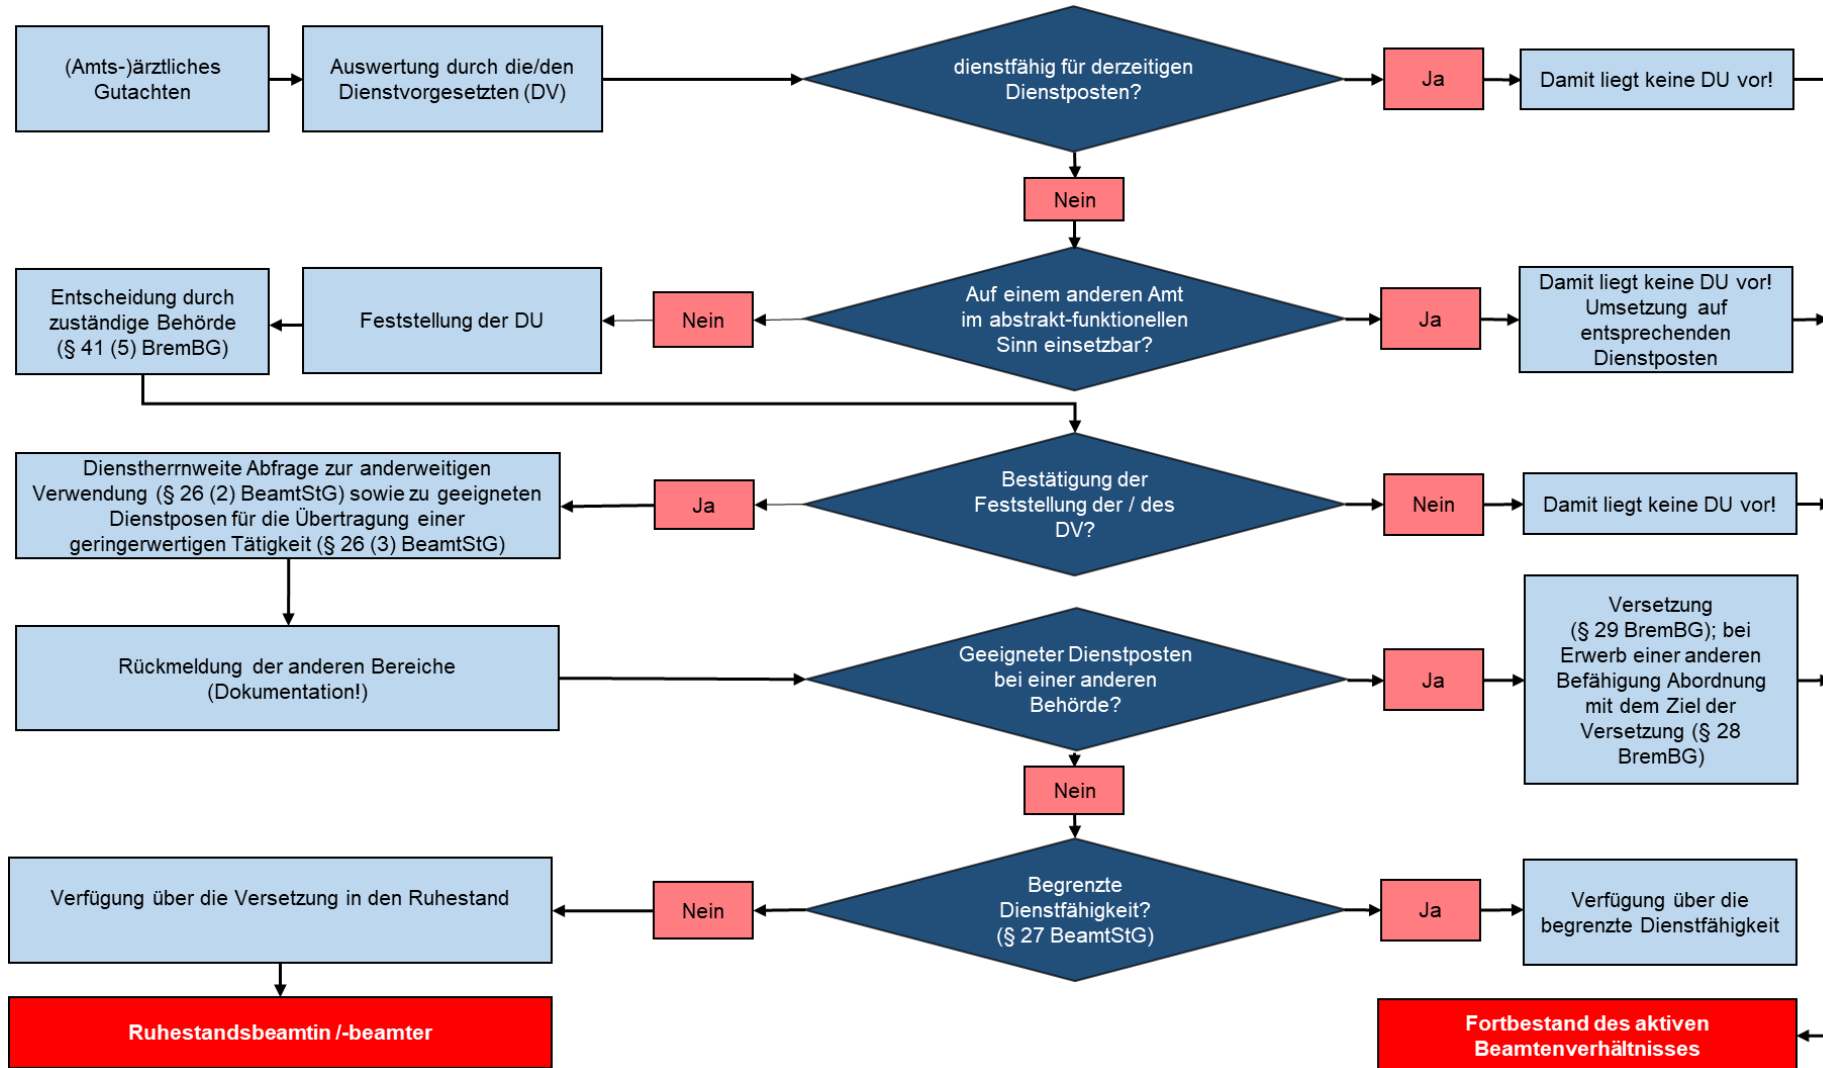 (Amts-)ärztliches
Gutachten
Auswertung durch die/den
Dienstvorgesetzten (DV)
dienstfähig für derzeitigen
Dienstposten?
Ja
Damit liegt keine DU vor!
Nein
Entscheidung durch
zuständige Behörde
(§ 41 (5) BremBG)
Feststellung der DU
Nein
Auf einem anderen Amt
im abstrakt-funktionellen
Sinn einsetzbar?
Ja
Damit liegt keine DU vor!
Umsetzung auf
entsprechenden
Dienstposten
Dienstherrnweite Abfrage zur anderweitigen
Verwendung (§ 26 (2) BeamtStG) sowie zu geeigneten
Dienstposen für die Übertragung einer
geringerwertigen Tätigkeit (§ 26 (3) BeamtStG)
Ja
Bestätigung der
Feststellung der / des
DV?
Nein
Damit liegt keine DU vor!
Rückmeldung der anderen Bereiche
(Dokumentation!)
Geeigneter Dienstposten
bei einer anderen
Behörde?
Ja
Versetzung
(§ 29 BremBG); bei
Erwerb einer anderen
Befähigung Abordnung
mit dem Ziel der
Versetzung (§ 28
BremBG)
Nein
Verfügung über die Versetzung in den Ruhestand
Nein
Begrenzte
Dienstfähigkeit?
(§ 27 BeamtStG)
Ja
Verfügung über die
begrenzte Dienstfähigkeit
Ruhestandsbeamtin /-beamter
Fortbestand des aktiven
Beamtenverhältnisses